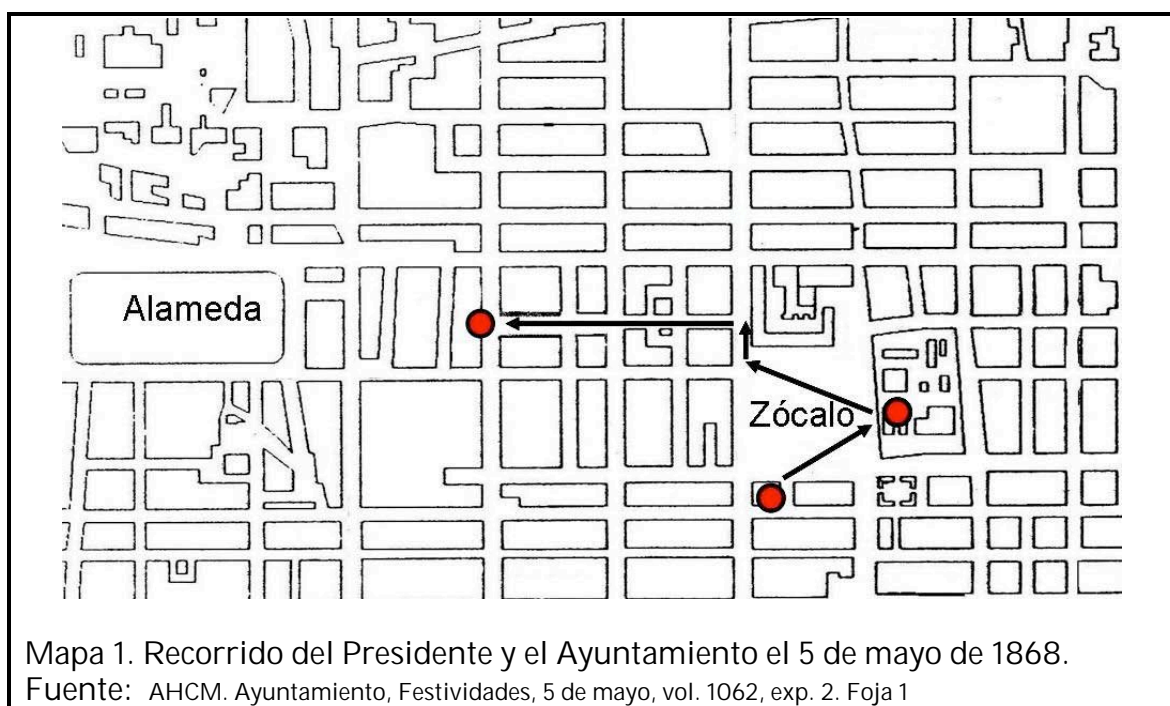 Alameda
Zócalo
Mapa 1. Recorrido del Presidente y el Ayuntamiento el 5 de mayo de 1868.
Fuente: AHCM. Ayuntamiento, Festividades, 5 de mayo, vol. 1062, exp. 2. Foja 1